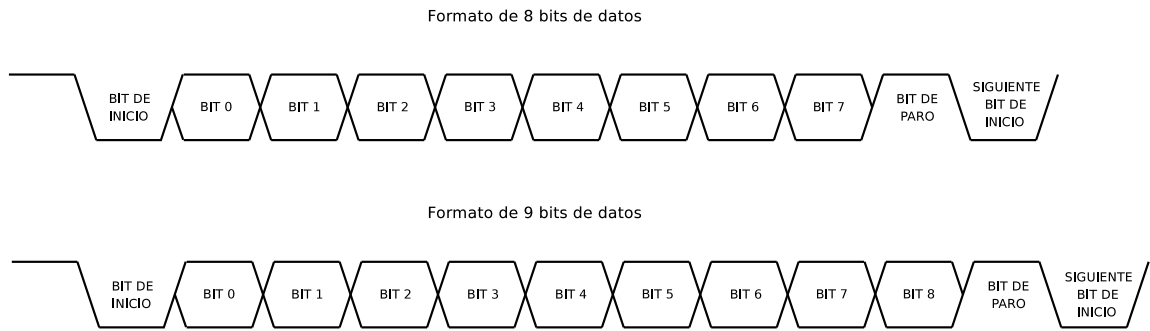 Formato de 8 bits de datos
BIT DE
INICIO
BIT 0
BIT 1
BIT 2
BIT 3
BIT 4
BIT 5
BIT 6
BIT 7
BIT DE
PARO
SIGUIENTE
BIT DE
INICIO
Formato de 9 bits de datos
BIT DE
INICIO
BIT 0
BIT 1
BIT 2
BIT 3
BIT 4
BIT 5
BIT 6
BIT 7
BIT 8
BIT DE
PARO
SIGUIENTE
BIT DE
INICIO